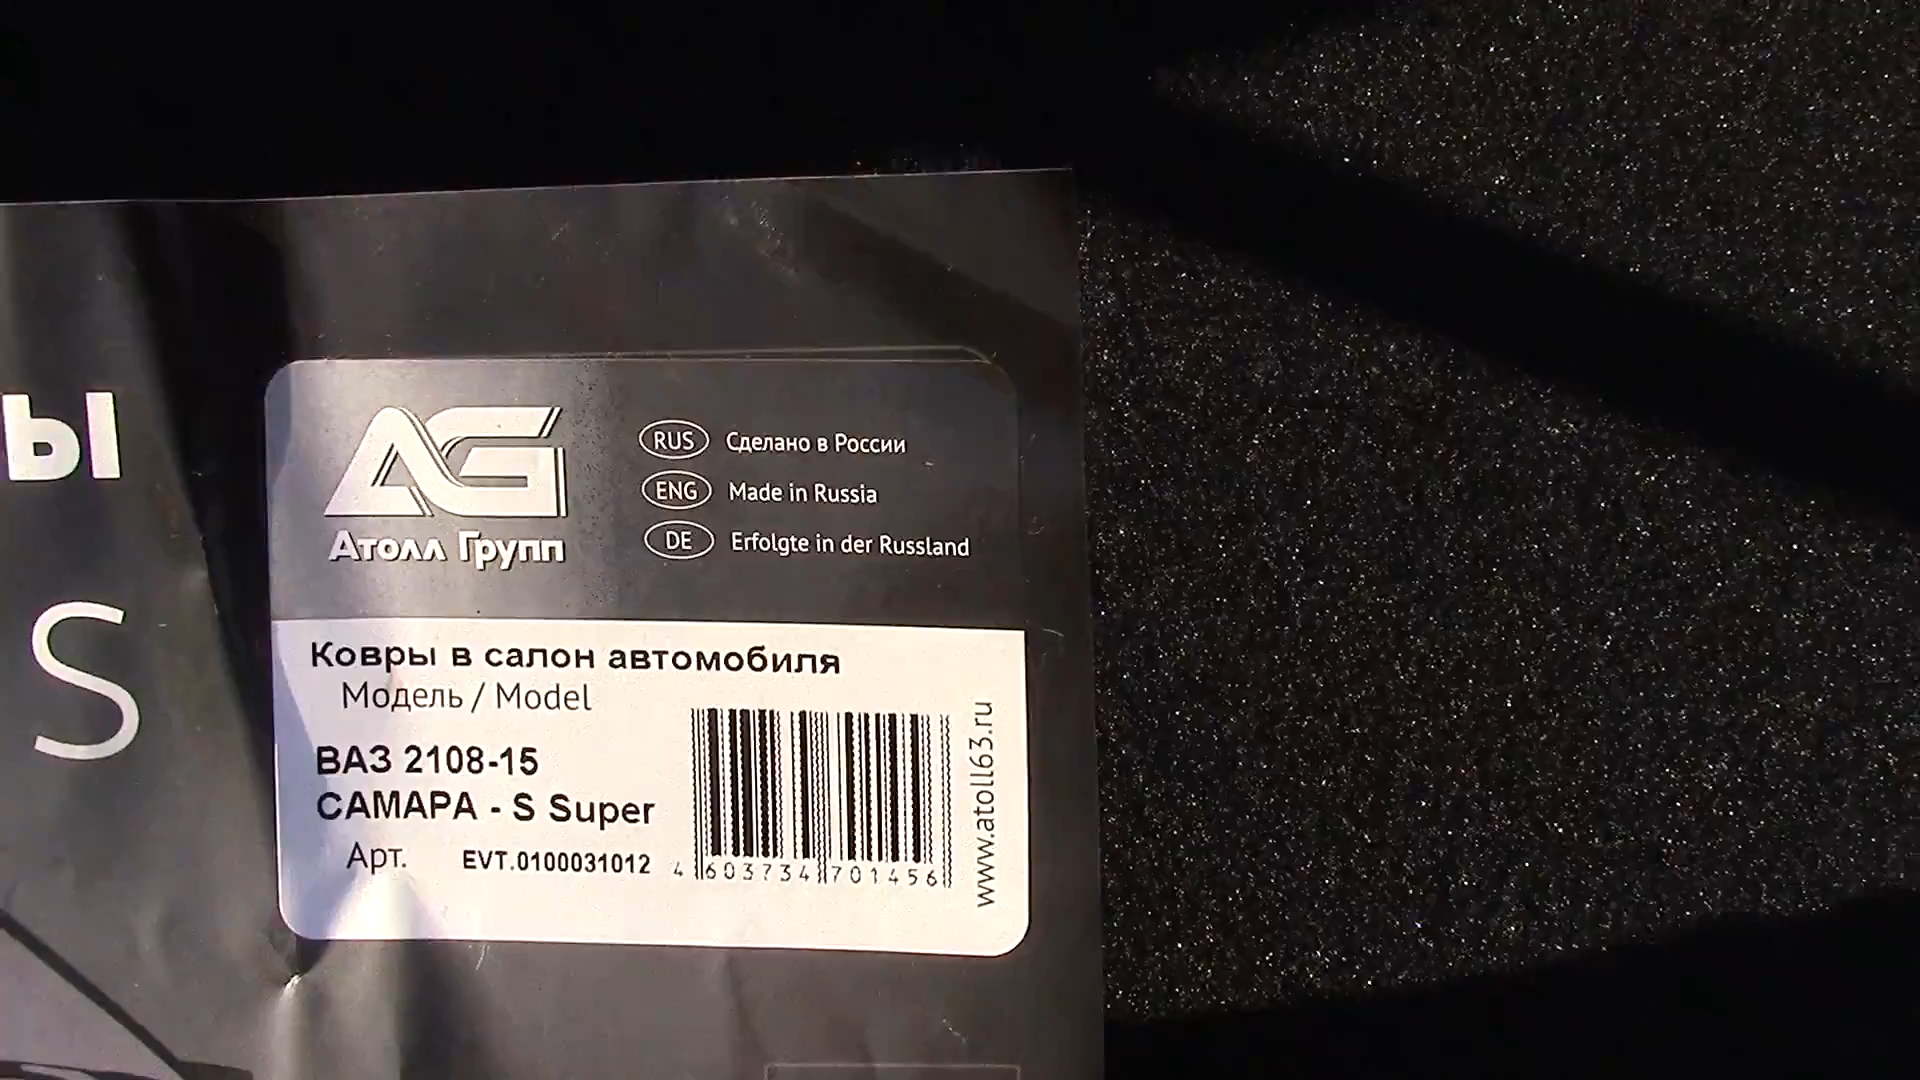 ы
S
AG
Атолл Групп
RUS Сделано в России
ENG Made in Russia
DE Erfolgte in der Russland
Ковры в салон автомобиля
Модель / Model
ВАЗ 2108-15
САМАРА - S Super
Арт. EVT.0100031012
4 603734 701456
www.atoll63.ru